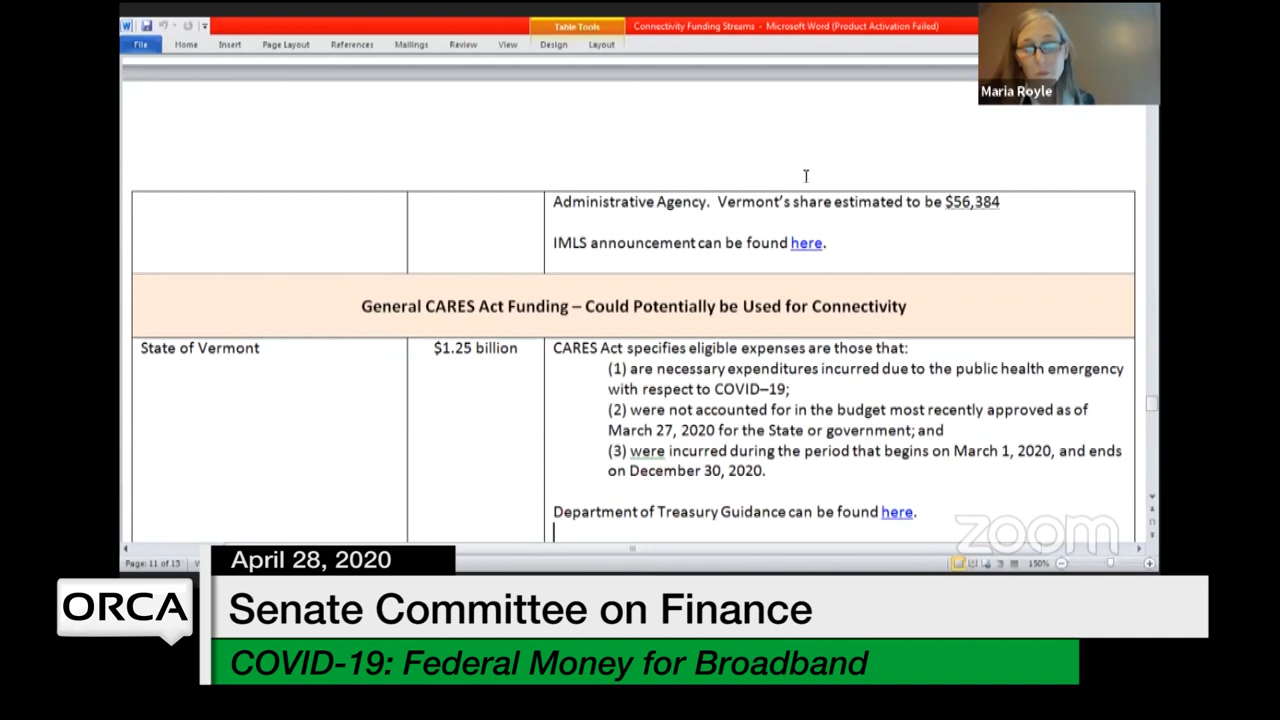 Table Tools
Connectivity Funding Streams - Microsoft Word (Product Activation Failed)
File Home Insert Page Layout References Mailings Review View Design Layout
Maria Royle
Administrative Agency. Vermont's share estimated to be $56,384
IMLS announcement can be found here.
General CARES Act Funding – Could Potentially be Used for Connectivity
State of Vermont
$1.25 billion
CARES Act specifies eligible expenses are those that:
(1) are necessary expenditures incurred due to the public health emergency
with respect to COVID–19;
(2) were not accounted for in the budget most recently approved as of
March 27, 2020 for the State or government; and
(3) were incurred during the period that begins on March 1, 2020, and ends
on December 30, 2020.
Department of Treasury Guidance can be found here.
zoom
Page: 11 of 13
150%
April 28, 2020
ORCA
Senate Committee on Finance
COVID-19: Federal Money for Broadband